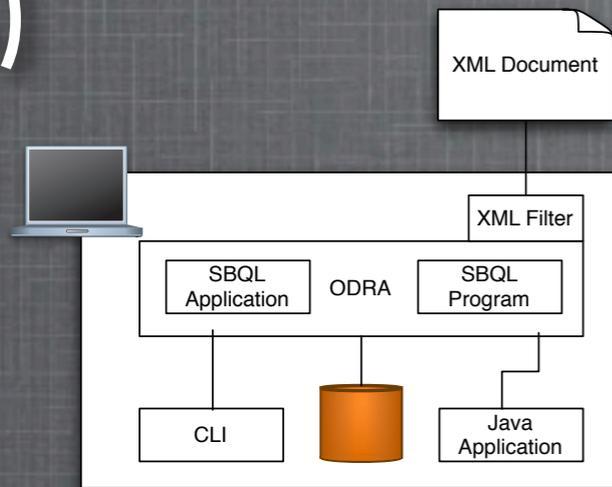 )
XML Document
XML Filter
SBQL
Application
ODRA
SBQL
Program
CLI
Java
Application